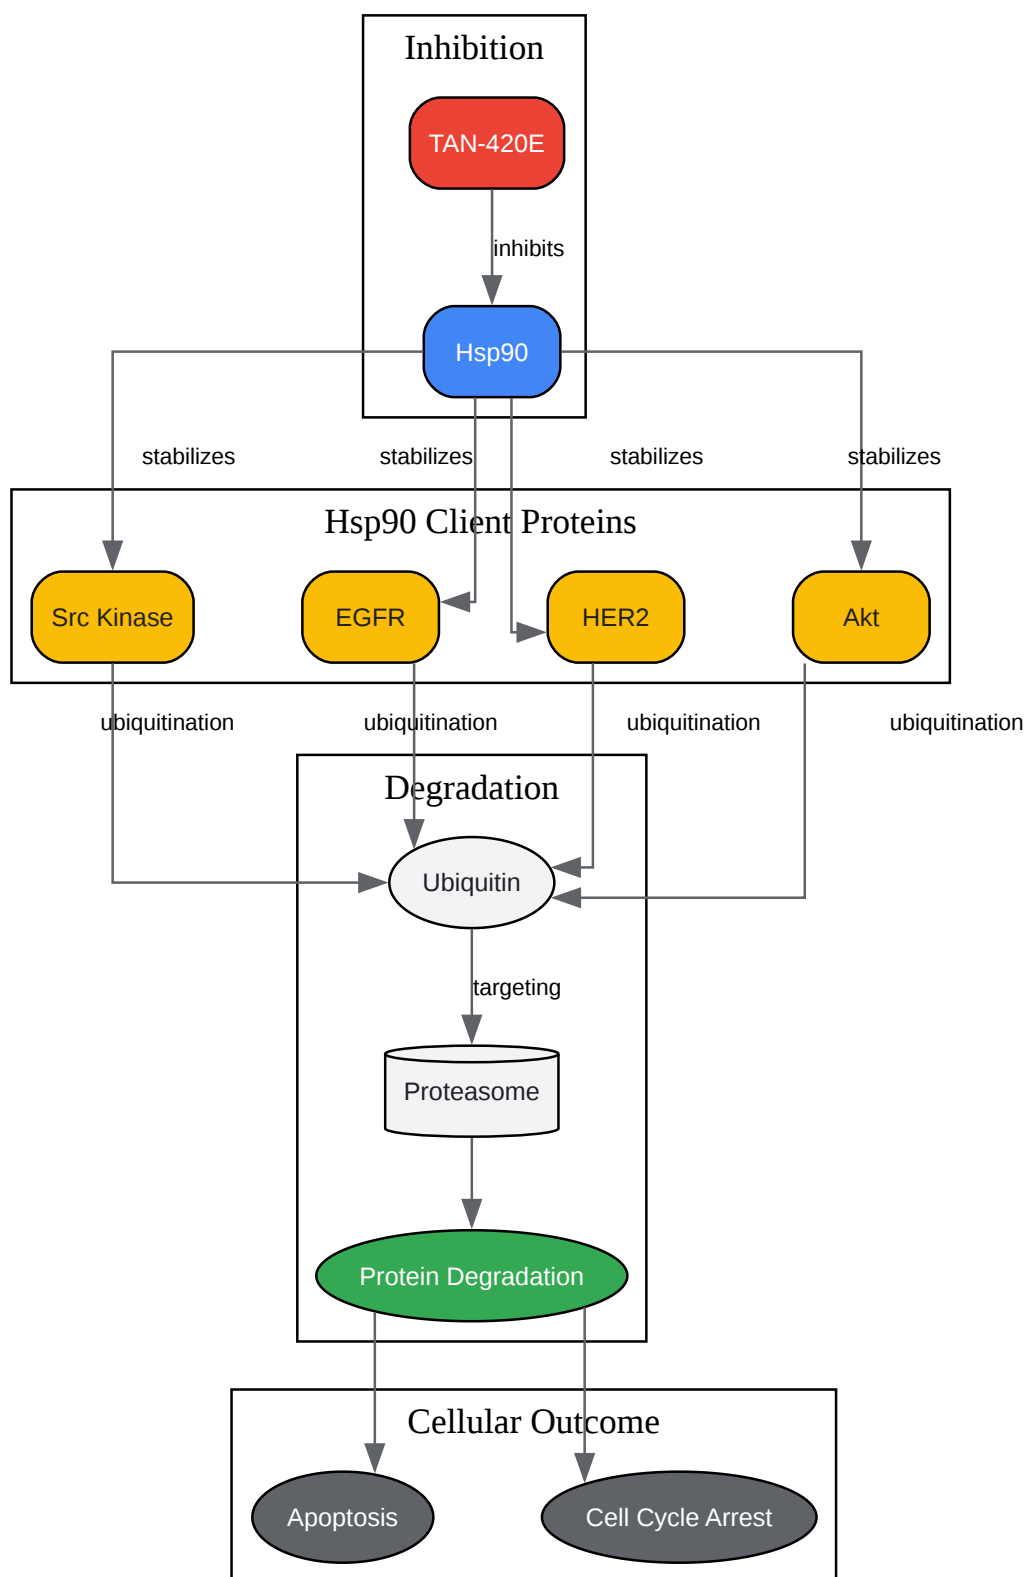 Inhibition
TAN-420E
inhibits
Hsp90
stabilizes stabilizes stabilizes stabilizes
Hsp90 Client Proteins
Src Kinase EGFR HER2 Akt
ubiquitination ubiquitination ubiquitination ubiquitination
Degradation
Ubiquitin
targeting
Proteasome
Protein Degradation
Cellular Outcome
Apoptosis Cell Cycle Arrest